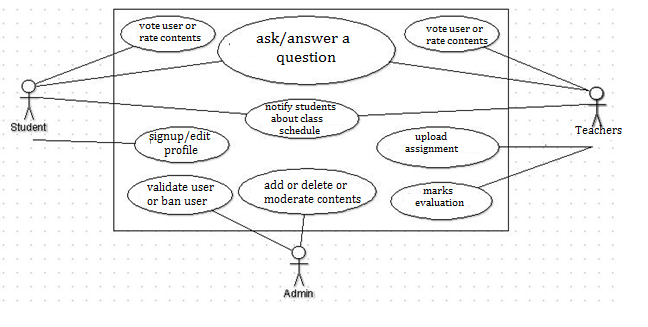 vote user or
rate contents
ask/answer a
question
vote user or
rate contents
notify students
about class
schedule
Student
Teachers
signup/edit
profile
upload
assignment
validate user
or ban user
add or delete or
moderate contents
marks
evaluation
Admin